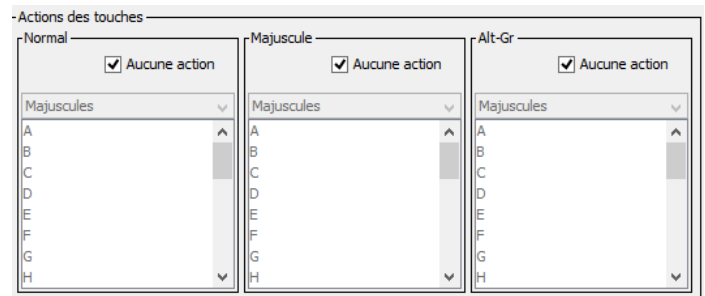 Actions des touches
Normal
Aucune action
Majuscules
A
B
C
D
E
F
G
H
Majuscule
Aucune action
Majuscules
A
B
C
D
E
F
G
H
Alt-Gr
Aucune action
Majuscules
A
B
C
D
E
F
G
H